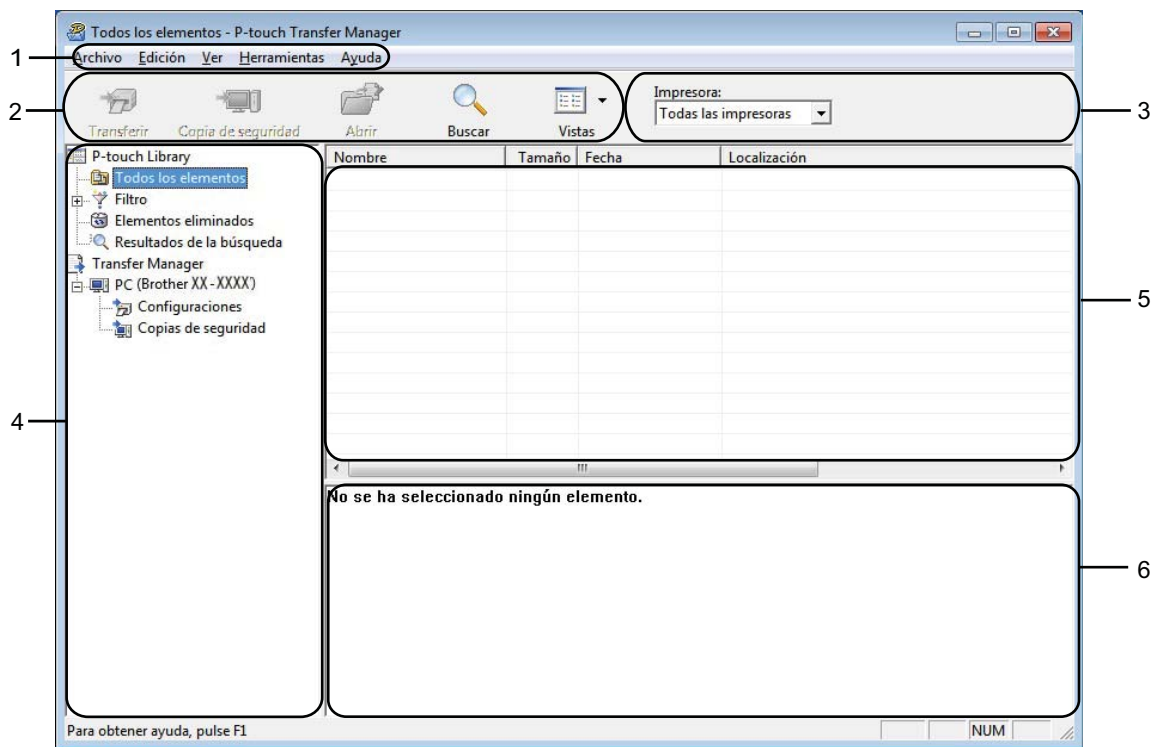 Todos los elementos - P-touch Transfer Manager
1
Archivo Edición Ver Herramientas Ayuda
2
Transferir Copia de seguridad Abrir Buscar Vistas
Impresora:
Todas las impresoras
3
P-touch Library
Todos los elementos
Filtro
Elementos eliminados
Resultados de la búsqueda
Transfer Manager
PC (Brother XX-XXXX)
Configuraciones
Copias de seguridad
4
Nombre Tamaño Fecha Localización
5
No se ha seleccionado ningún elemento.
6
Para obtener ayuda, pulse F1
NUM